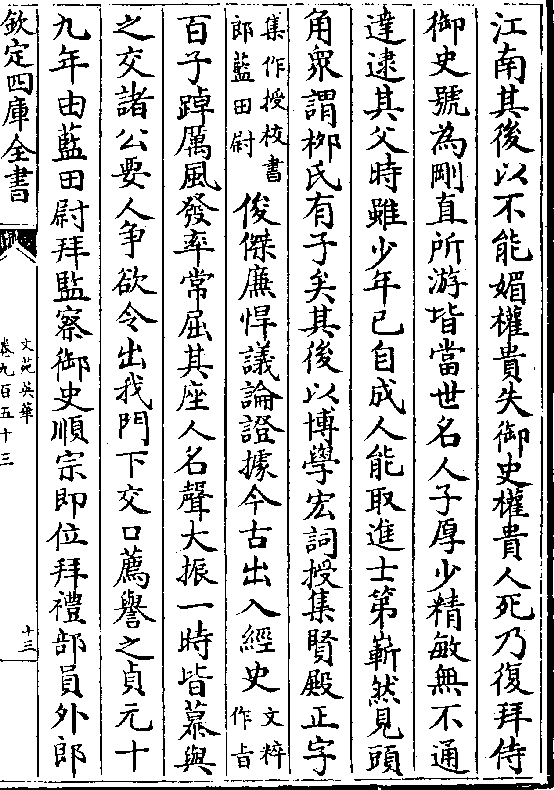 江南其後以不能媚權貴失御史權貴人死乃復拜侍
御史號為剛直所游皆當世名人子厚少精敏無不通
達逮其父時雖少年已自成人能取進士第嶄然見頭
角衆謂栁氏有子矣其後以博學宏詞授集賢殿正字
集作授校書
郎藍田尉
俊傑廉悍議論證據今古出入經史
文粹
作㫖
百子踔厲風發率常屈其座人名聲大振一時皆慕與
之交諸公要人争欲令出我門下交口薦譽之貞元十
九年由藍田尉拜監察御史順宗即位拜禮部員外郎
欽定四庫全書
文苑英華
卷九百五十三
十三